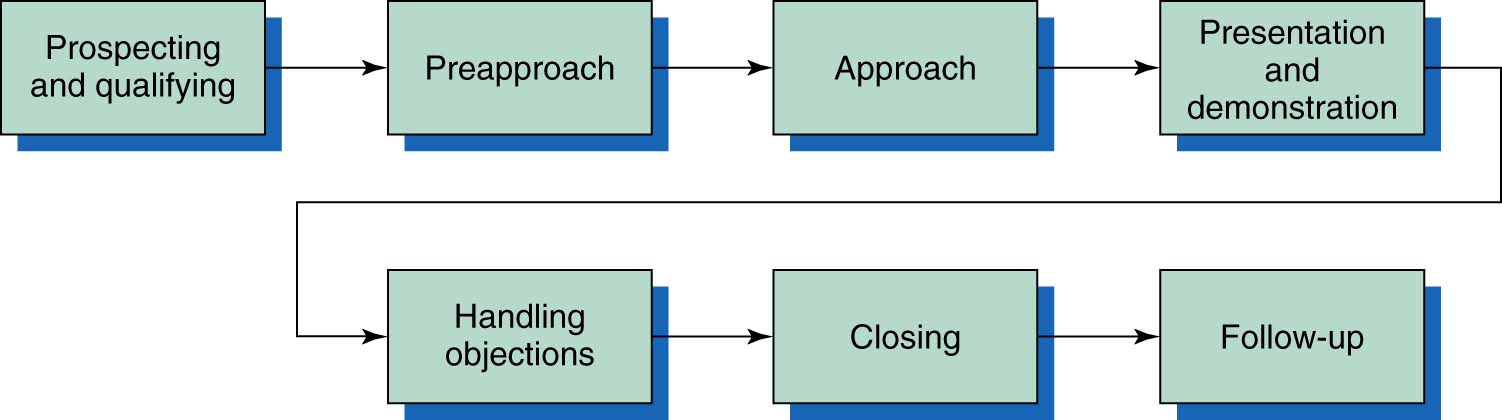 Prospecting
and qualifying
Preapproach
Approach
Presentation
and
demonstration
Handling
objections
Closing
Follow-up